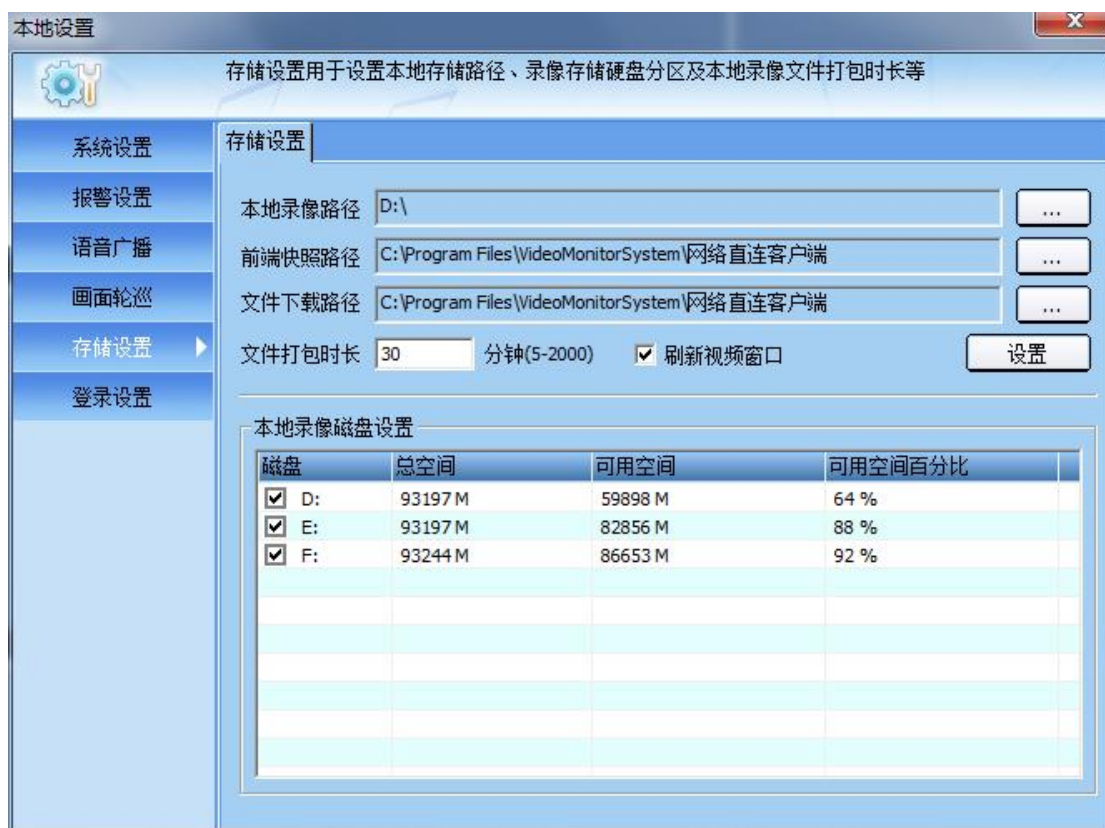 本地设置
存储设置用于设置本地存储路径、录像存储硬盘分区及本地录像文件打包时长等
系统设置
报警设置
语音广播
画面轮巡
存储设置
登录设置
存储设置
本地录像路径 D:\ ...
前端快照路径 C:\Program Files\VideoMonitorSystem\网络直连客户端 ...
文件下载路径 C:\Program Files\VideoMonitorSystem\网络直连客户端 ...
文件打包时长 30 分钟(5-2000) 刷新视频窗口 设置
本地录像磁盘设置
磁盘 总空间 可用空间 可用空间百分比
D: 93197 M 59898 M 64 %
E: 93197 M 82856 M 88 %
F: 93244 M 86653 M 92 %